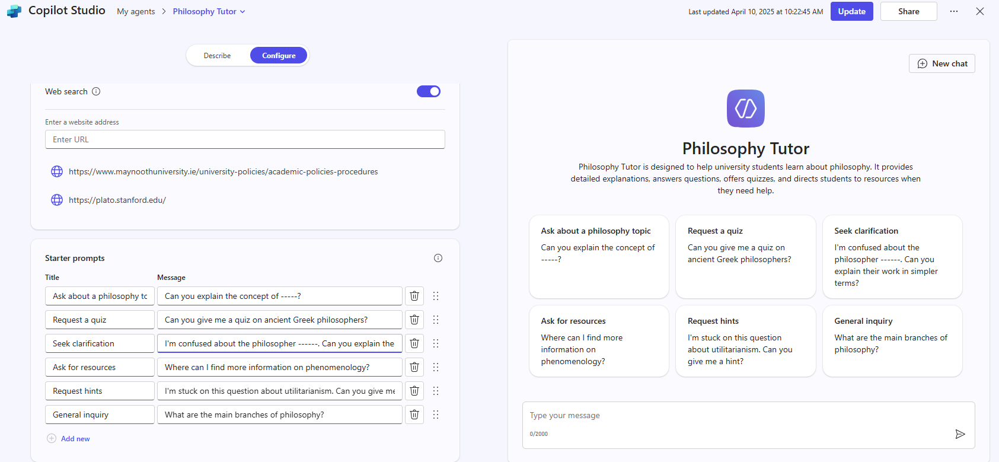 Copilot Studio
My agents
Philosophy Tutor
Last updated April 10, 2025 at 10:22:45 AM
Update
Share
Describe
Configure
Web search
Enter a website address
Enter URL
https://www.maynoothuniversity.ie/university-policies/academic-policies-procedures
https://plato.stanford.edu/
Starter prompts
Title
Message
Ask about a philosophy tc
Can you explain the concept of -----?
Request a quiz
Can you give me a quiz on ancient Greek philosophers?
Seek clarification
I'm confused about the philosopher ------. Can you explain the
Ask for resources
Where can I find more information on phenomenology?
Request hints
I'm stuck on this question about utilitarianism. Can you give me
General inquiry
What are the main branches of philosophy?
Add new
New chat
Philosophy Tutor
Philosophy Tutor is designed to help university students learn about philosophy. It provides
detailed explanations, answers questions, offers quizzes, and directs students to resources when
they need help.
Ask about a philosophy topic
Can you explain the concept of
-----?
Request a quiz
Can you give me a quiz on
ancient Greek philosophers?
Seek clarification
I'm confused about the
philosopher ------. Can you
explain their work in simpler
terms?
Ask for resources
Where can I find more
information on
phenomenology?
Request hints
I'm stuck on this question
about utilitarianism. Can you
give me a hint?
General inquiry
What are the main branches of
philosophy?
Type your message
0/2000